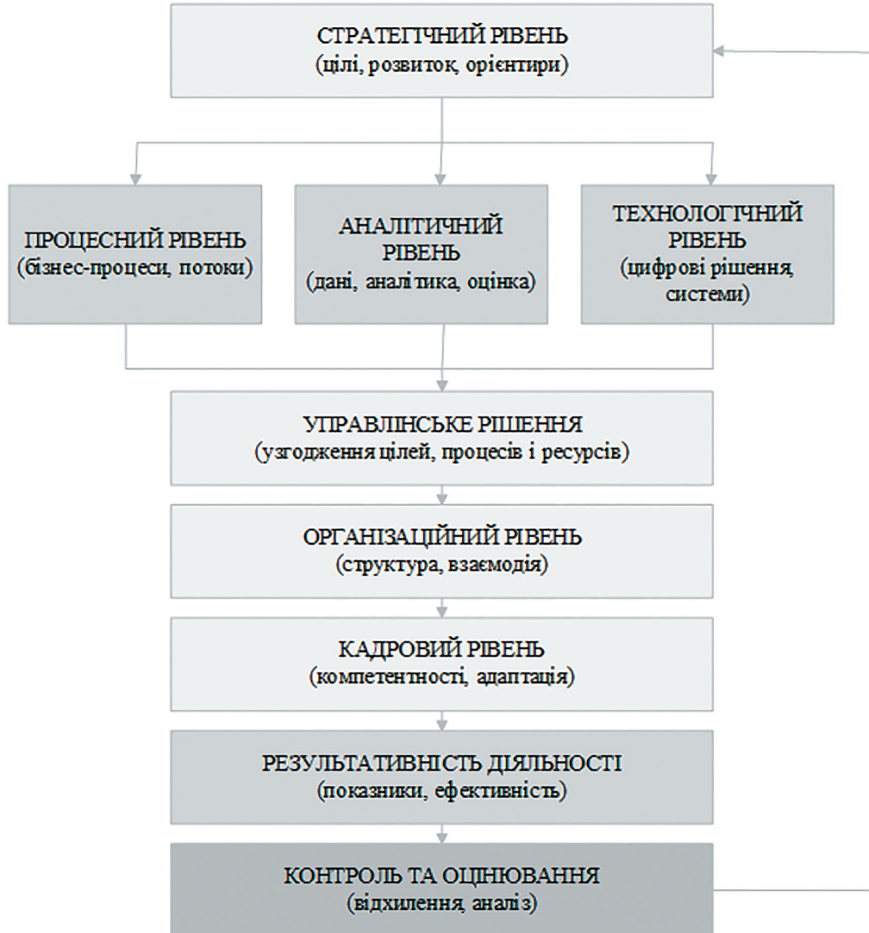 СТРАТЕГІЧНИЙ РІВЕНЬ
(цілі, розвиток, орієнтири)
ПРОЦЕСНИЙ РІВЕНЬ
(бізнес-процеси, потоки)
АНАЛІТИЧНИЙ
РІВЕНЬ
(дані, аналітика, оцінка)
ТЕХНОЛОГІЧНИЙ
РІВЕНЬ
(цифрові рішення,
системи)
УПРАВЛІНСЬКЕ РІШЕННЯ
(узгодження цілей, процесів і ресурсів)
ОРГАНІЗАЦІЙНИЙ РІВЕНЬ
(структура, взаємодія)
КАДРОВИЙ РІВЕНЬ
(компетентності, адаптація)
РЕЗУЛЬТАТИВНІСТЬ ДІЯЛЬНОСТІ
(показники, ефективність)
КОНТРОЛЬ ТА ОЦІНЮВАННЯ
(відхилення, аналіз)